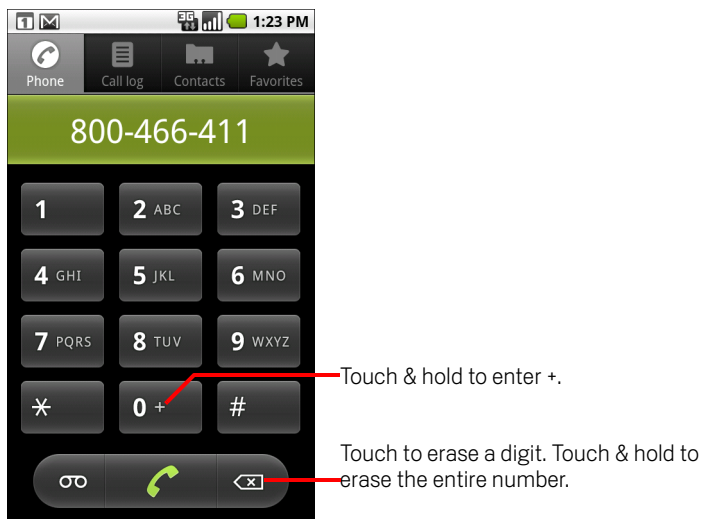 1 3G 1:23 PM
Phone Call log Contacts Favorites
800-466-411
1 2 ABC 3 DEF
4 GHI 5 JKL 6 MNO
7 PQRS 8 TUV 9 WXYZ
Touch & hold to enter +.
* 0 + #
Touch to erase a digit. Touch & hold to
erase the entire number.